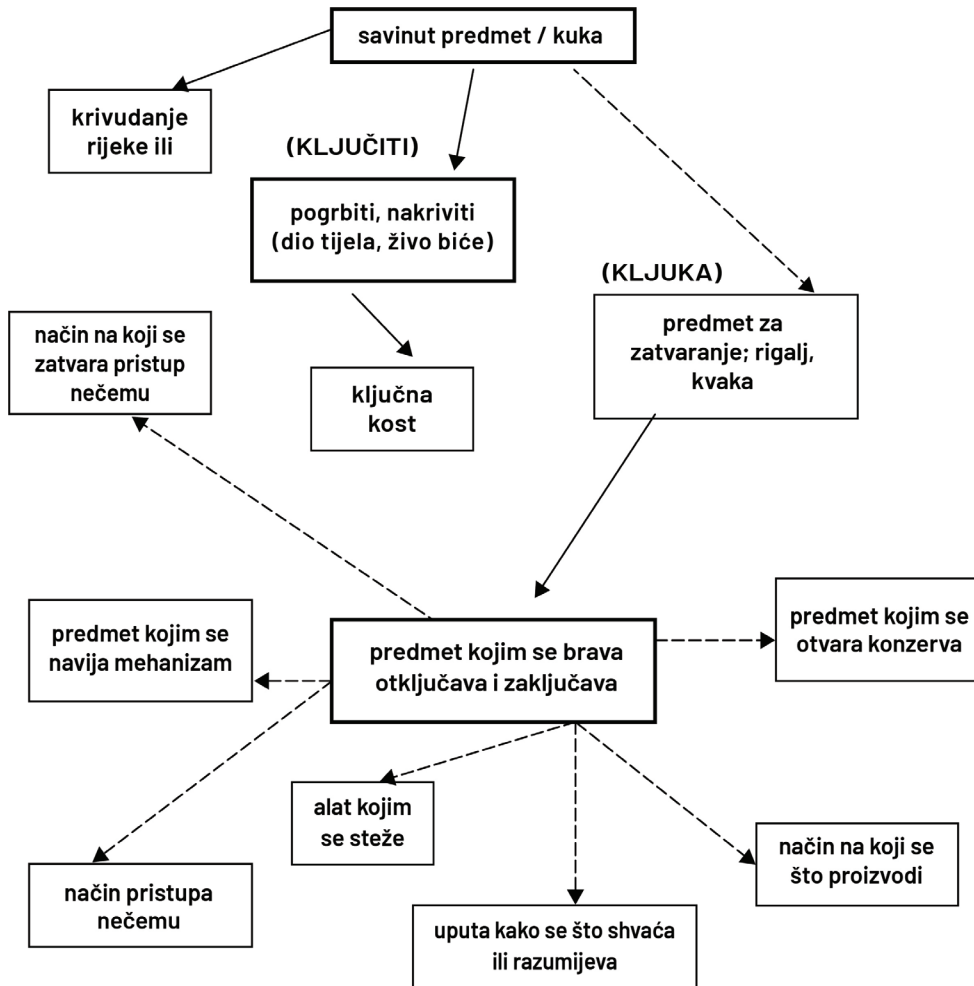 savinut predmet / kuka
krivudanje
rijeke ili
(KLJUČITI)
pogrbiti, nakriviti
(dio tijela, živo biće)
(KLJUKA)
predmet za
zatvaranje; rigalj,
kvaka
način na koji se
zatvara pristup
nečemu
ključna
kost
predmet kojim se
navija mehanizam
predmet kojim se brava
otključava i zaključava
predmet kojim se
otvara konzerva
alat kojim
se steže
način na koji se
što proizvodi
način pristupa
nečemu
uputa kako se što shvaća
ili razumijeva